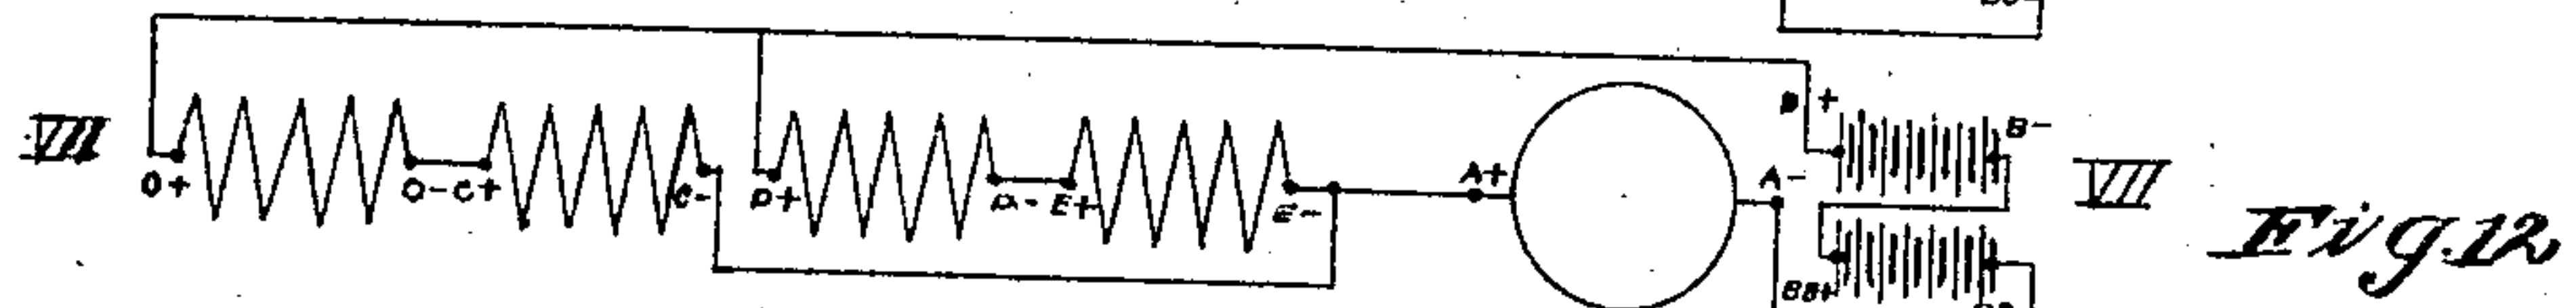 VII
O+
O-
C+
C-
D+
D-
E+
E-
A+
A-
+
B-
BB+
VII
Fig.12